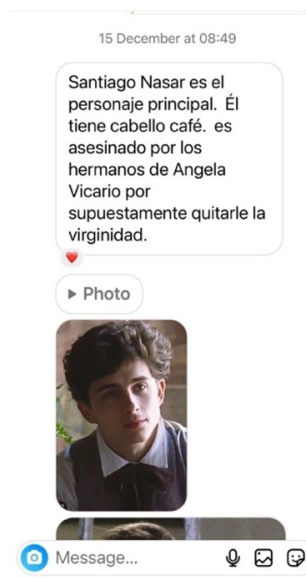 15 December at 08:49
Santiago Nasar es el
personaje principal. Él
tiene cabello café. es
asesinado por los
hermanos de Angela
Vicario por
supuestamente quitarle la
virginidad.
Photo
Message...